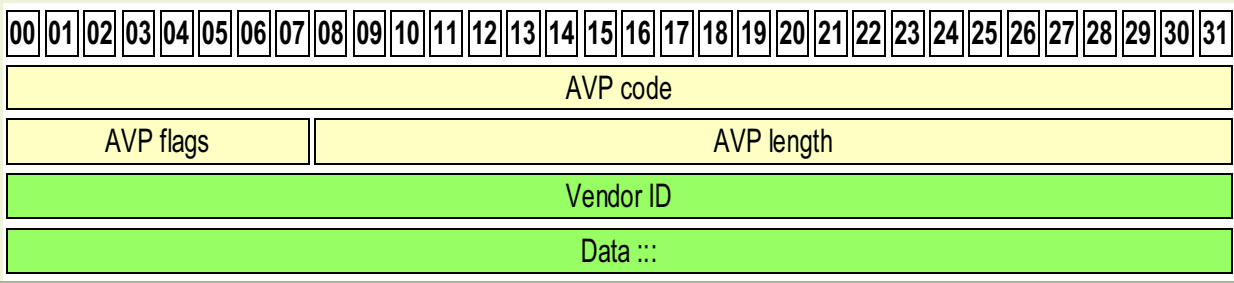 00 01 02 03 04 05 06 07 08 09 10 11 12 13 14 15 16 17 18 19 20 21 22 23 24 25 26 27 28 29 30 31
AVP code
AVP flags AVP length
Vendor ID
Data :::